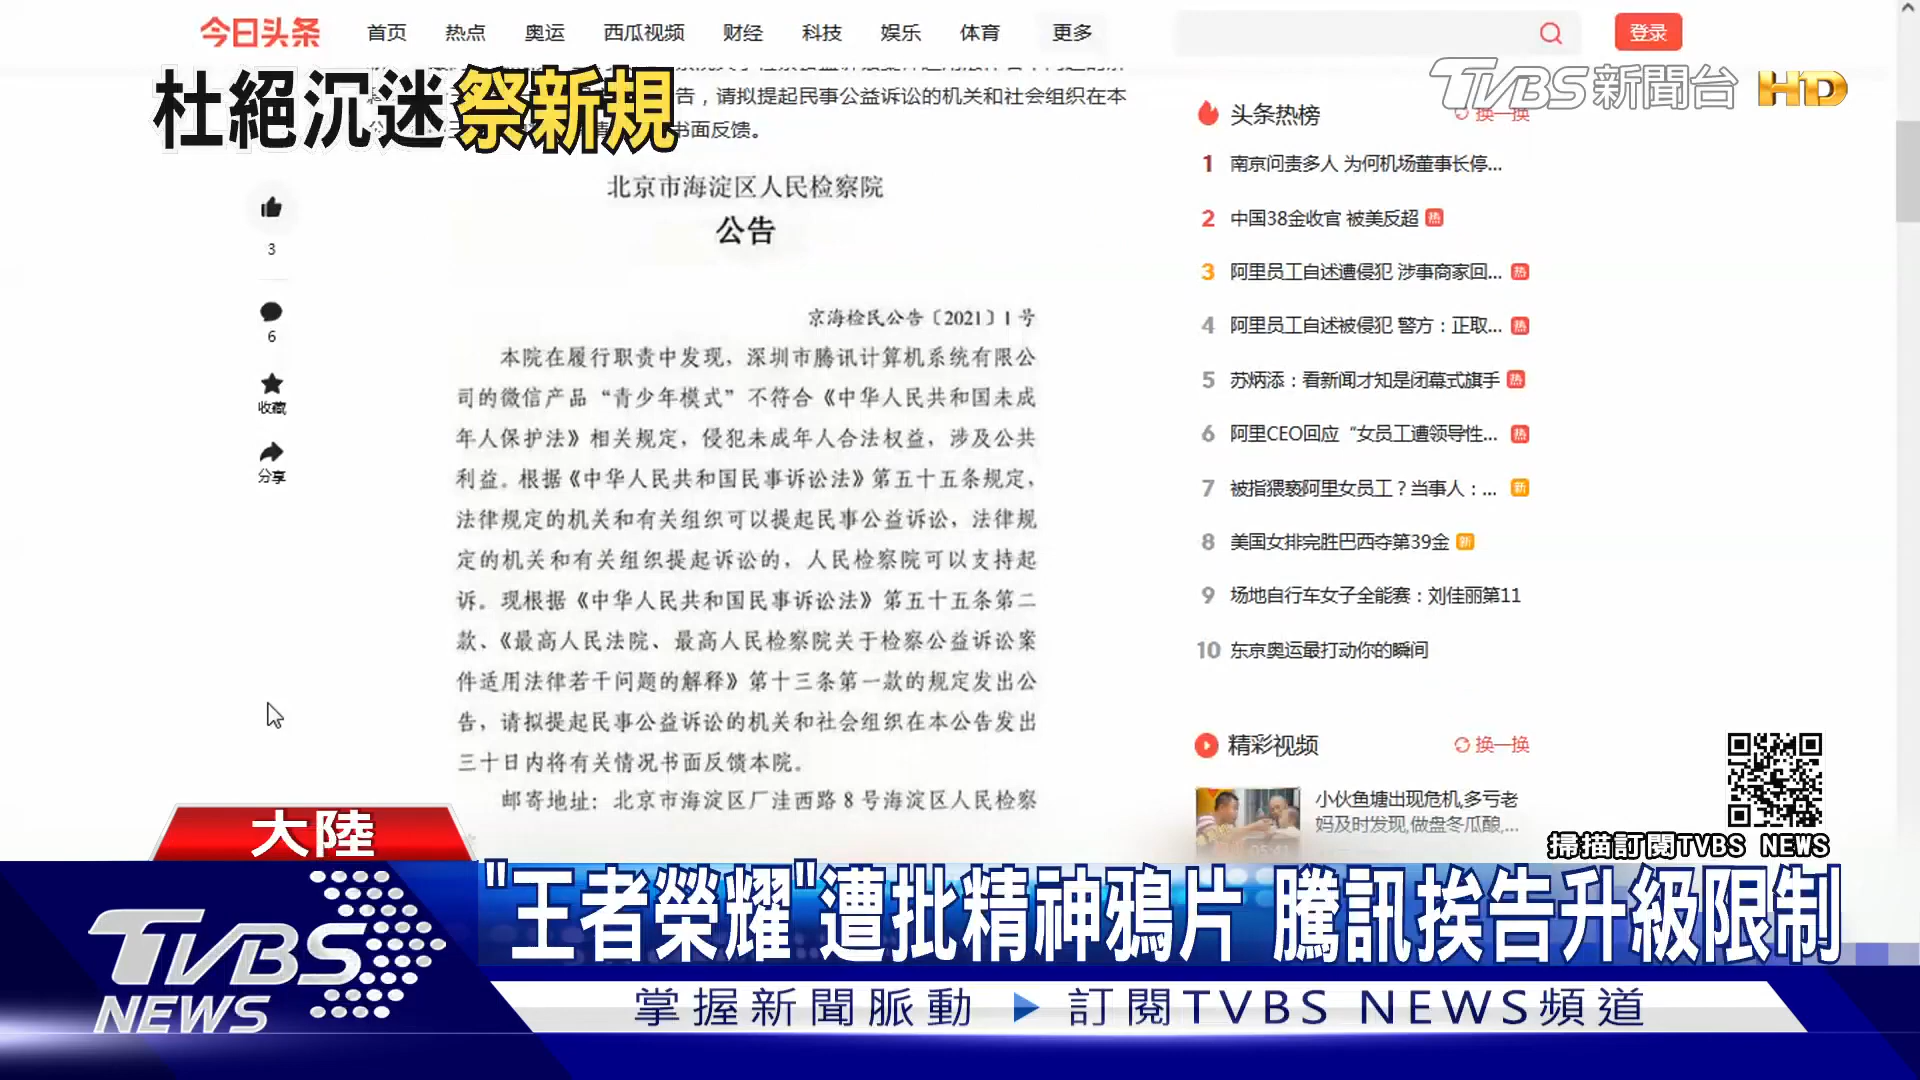 今日头条
首页 热点 奥运 西瓜视频 财经 科技 娱乐 体育 更多
登录
TVBS新聞台 HD
杜絕沉迷 祭新規
告，请拟提起民事公益诉讼的机关和社会组织在本
书面反馈。
3
6
收藏
分享
北京市海淀区人民检察院
公告
京海检民公告〔2021〕1 号
本院在履行职责中发现，深圳市腾讯计算机系统有限公
司的微信产品“青少年模式”不符合《中华人民共和国未成
年人保护法》相关规定，侵犯未成年人合法权益，涉及公共
利益。根据《中华人民共和国民事诉讼法》第五十五条规定，
法律规定的机关和有关组织可以提起民事公益诉讼，法律规
定的机关和有关组织提起诉讼的，人民检察院可以支持起
诉。现根据《中华人民共和国民事诉讼法》第五十五条第二
款、《最高人民法院、最高人民检察院关于检察公益诉讼案
件适用法律若干问题的解释》第十三条第一款的规定发出公
告，请拟提起民事公益诉讼的机关和社会组织在本公告发出
三十日内将有关情况书面反馈本院。
邮寄地址：北京市海淀区厂洼西路 8 号海淀区人民检察
头条热榜
换一换
1 南京问责多人 为何机场董事长停...
2 中国38金收官 被美反超 热
3 阿里员工自述遭侵犯 涉事商家回... 热
4 阿里员工自述被侵犯 警方：正取... 热
5 苏炳添：看新闻才知是闭幕式旗手 热
6 阿里CEO回应“女员工遭领导性... 热
7 被指猥亵阿里女员工？当事人：... 新
8 美国女排完胜巴西夺第39金 新
9 场地自行车女子全能赛：刘佳丽第11
10 东京奥运最打动你的瞬间
精彩视频
换一换
小伙鱼塘出现危机,多亏老
妈及时发现,做盘冬瓜酿,...
05:41
掃描訂閱TVBS NEWS
大陸
"王者榮耀"遭批精神鴉片 騰訊挨告升級限制
TVBS
NEWS
掌握新聞脈動 訂閱TVBS NEWS頻道